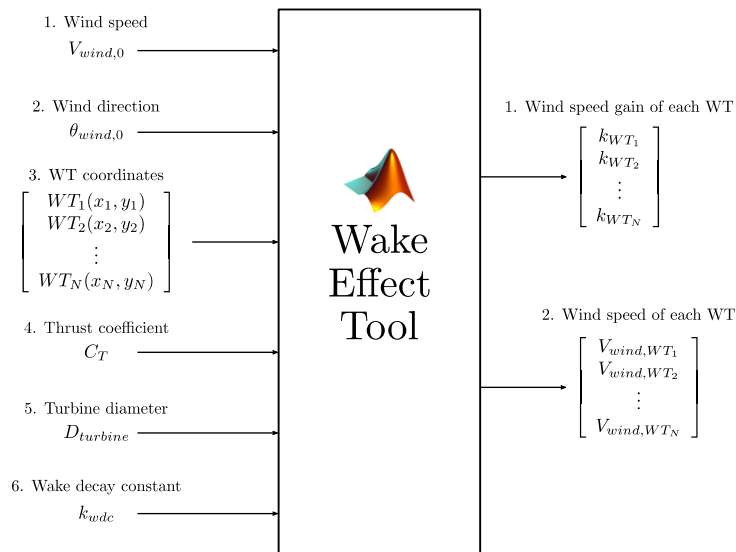 1. Wind speed
V_{wind,0}
2. Wind direction
θ_{wind,0}
3. WT coordinates
WT_1(x_1, y_1)
WT_2(x_2, y_2)
⋮
WT_N(x_N, y_N)
4. Thrust coefficient
C_T
5. Turbine diameter
D_{turbine}
6. Wake decay constant
k_{wdc}
Wake
Effect
Tool
1. Wind speed gain of each WT
k_{WT_1}
k_{WT_2}
⋮
k_{WT_N}
2. Wind speed of each WT
V_{wind,WT_1}
V_{wind,WT_2}
⋮
V_{wind,WT_N}